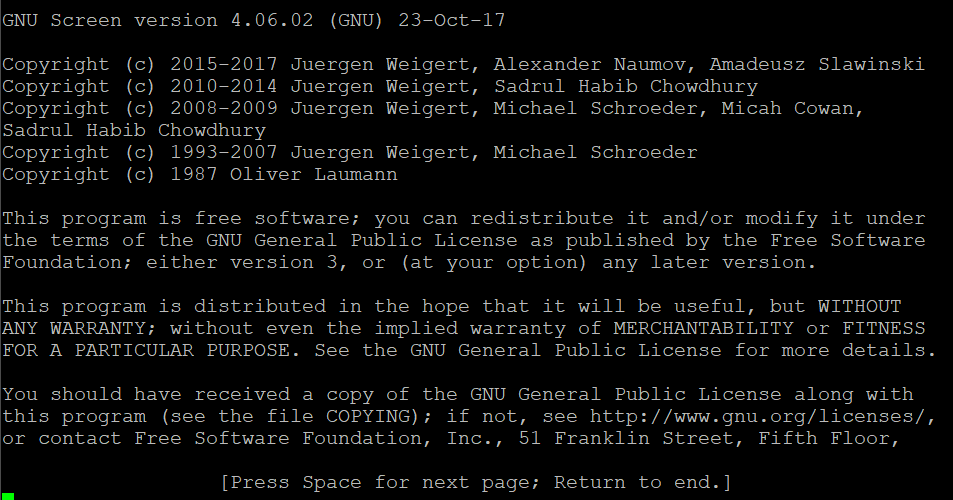 GNU Screen version 4.06.02 (GNU) 23-Oct-17
Copyright (c) 2015-2017 Juergen Weigert, Alexander Naumov, Amadeusz Slawinski
Copyright (c) 2010-2014 Juergen Weigert, Sadrul Habib Chowdhury
Copyright (c) 2008-2009 Juergen Weigert, Michael Schroeder, Micah Cowan,
Sadrul Habib Chowdhury
Copyright (c) 1993-2007 Juergen Weigert, Michael Schroeder
Copyright (c) 1987 Oliver Laumann
This program is free software; you can redistribute it and/or modify it under
the terms of the GNU General Public License as published by the Free Software
Foundation; either version 3, or (at your option) any later version.
This program is distributed in the hope that it will be useful, but WITHOUT
ANY WARRANTY; without even the implied warranty of MERCHANTABILITY or FITNESS
FOR A PARTICULAR PURPOSE. See the GNU General Public License for more details.
You should have received a copy of the GNU General Public License along with
this program (see the file COPYING); if not, see http://www.gnu.org/licenses/,
or contact Free Software Foundation, Inc., 51 Franklin Street, Fifth Floor,
[Press Space for next page; Return to end.]